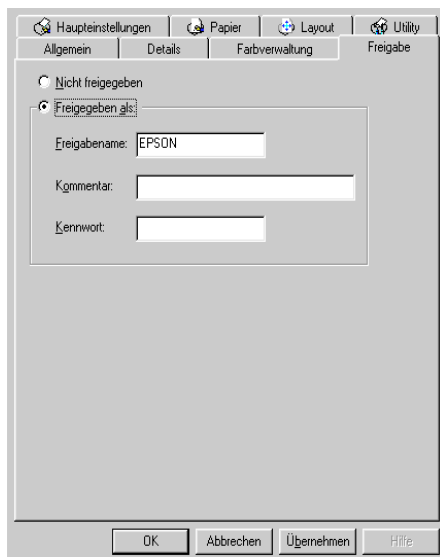 Haupteinstellungen Papier Layout Utility
Allgemein Details Farbverwaltung Freigabe
Nicht freigegeben
Freigegeben als:
Freigabename: EPSON
Kommentar:
Kennwort:
OK Abbrechen Übernehmen Hilfe